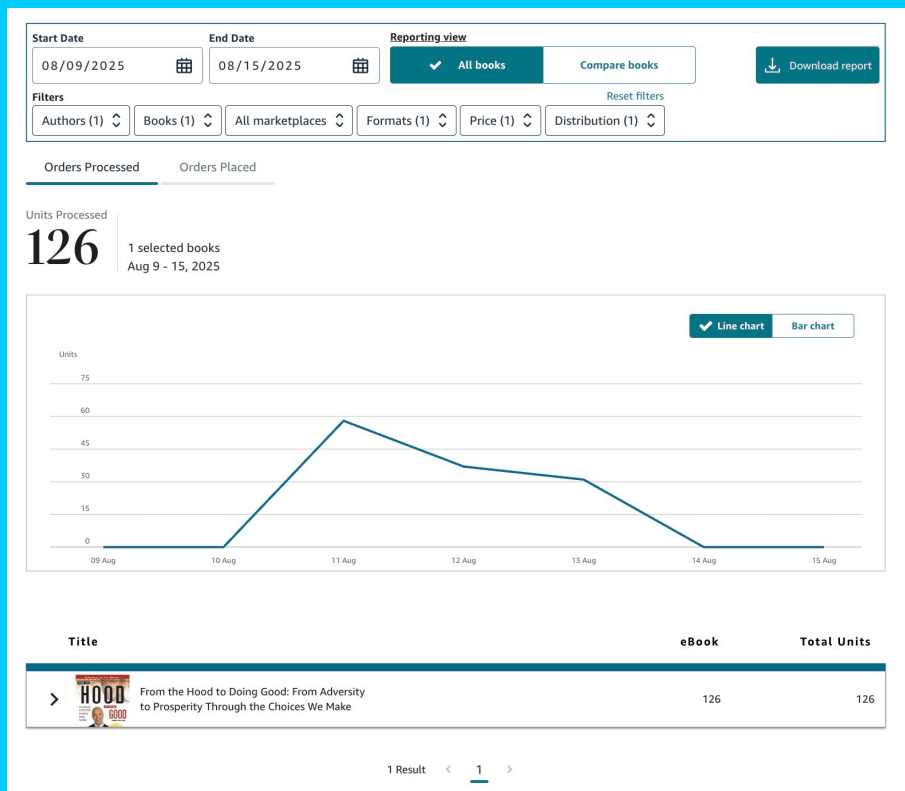 Start Date
End Date
Reporting view
08/09/2025
08/15/2025
All books
Compare books
Download report
Filters
Reset filters
Authors (1)
Books (1)
All marketplaces
Formats (1)
Price (1)
Distribution (1)
Orders Processed
Orders Placed
Units Processed
126
1 selected books
Aug 9 - 15, 2025
Line chart
Bar chart
Units
75
60
45
30
15
0
09 Aug
10 Aug
11 Aug
12 Aug
13 Aug
14 Aug
15 Aug
Title
eBook
Total Units
HOOD
GOOD
From the Hood to Doing Good: From Adversity
to Prosperity Through the Choices We Make
126
126
1 Result
1